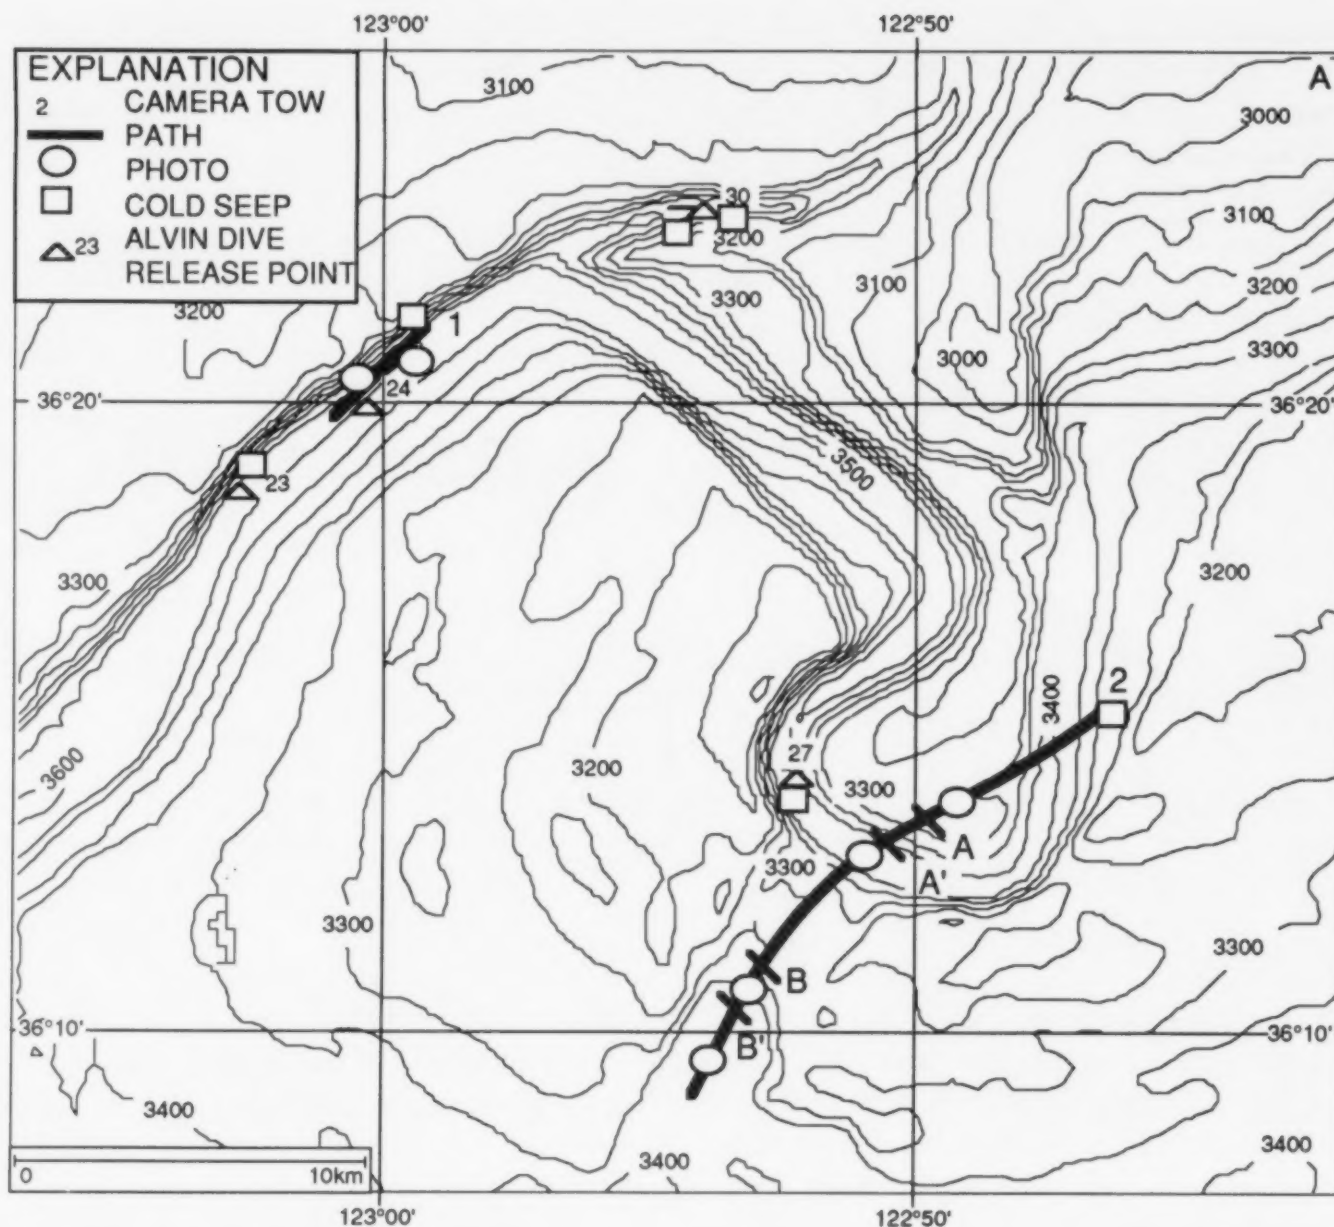 123°00' 122°50'
EXPLANATION
2 CAMERA TOW
PATH
PHOTO
COLD SEEP
23 ALVIN DIVE
RELEASE POINT
A
3100
3000
30
3200
3100
3300
3100
3200
3200
3300
1
3000
24
36°20' 36°20'
3500
23
3300
3200
2
3400
27
3600
3200
3300
A
3300
A'
3300
3300
B
36°10' 36°10'
B'
3400
3400
3400
0 10km
123°00' 122°50'